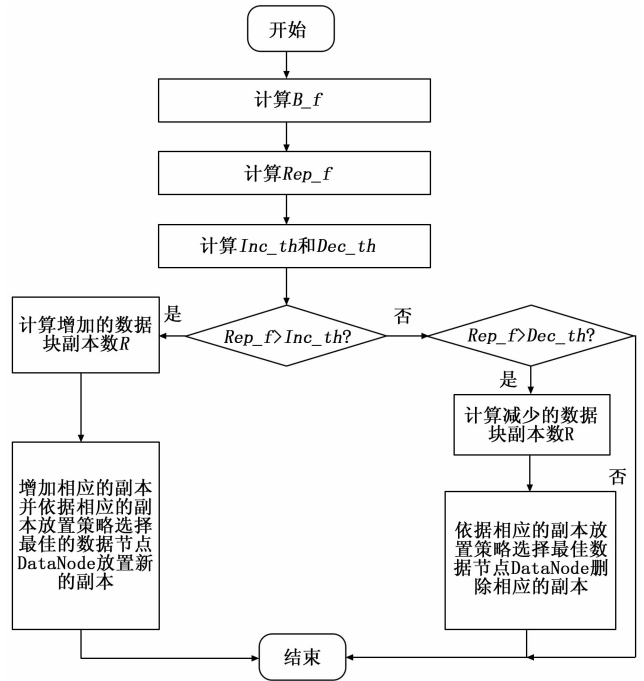 开始
计算B_f
计算Rep_f
计算Inc_th和Dec_th
Rep_f>Inc_th?
是
否
计算增加的数据
块副本数R
增加相应的副本
并依据相应的副
本放置策略选择
最佳的数据节点
DataNode放置新
的副本
Rep_f>Dec_th?
是
否
计算减少的数据
块副本数R
依据相应的副本放
置策略选择最佳数
据节点DataNode删
除相应的副本
结束